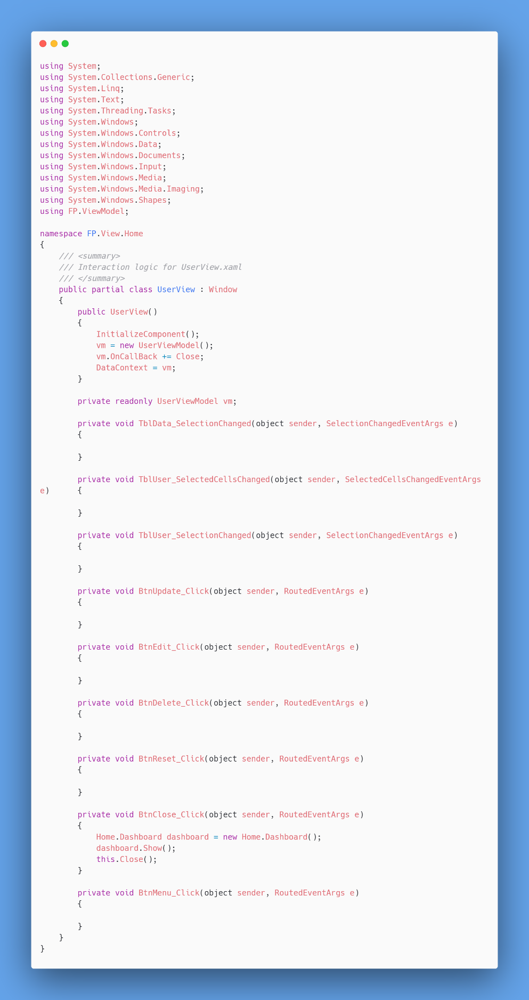 using System;
using System.Collections.Generic;
using System.Linq;
using System.Text;
using System.Threading.Tasks;
using System.Windows;
using System.Windows.Controls;
using System.Windows.Data;
using System.Windows.Documents;
using System.Windows.Input;
using System.Windows.Media;
using System.Windows.Media.Imaging;
using System.Windows.Shapes;
using FP.ViewModel;

namespace FP.View.Home
{
    /// <summary>
    /// Interaction logic for UserView.xaml
    /// </summary>
    public partial class UserView : Window
    {
        public UserView()
        {
            InitializeComponent();
            vm = new UserViewModel();
            vm.OnCallBack += Close;
            DataContext = vm;
        }

        private readonly UserViewModel vm;

        private void TblData_SelectionChanged(object sender, SelectionChangedEventArgs e)
        {

        }

        private void TblUser_SelectedCellsChanged(object sender, SelectedCellsChangedEventArgs
e)      {

        }

        private void TblUser_SelectionChanged(object sender, SelectionChangedEventArgs e)
        {

        }

        private void BtnUpdate_Click(object sender, RoutedEventArgs e)
        {

        }

        private void BtnEdit_Click(object sender, RoutedEventArgs e)
        {

        }

        private void BtnDelete_Click(object sender, RoutedEventArgs e)
        {

        }

        private void BtnReset_Click(object sender, RoutedEventArgs e)
        {

        }

        private void BtnClose_Click(object sender, RoutedEventArgs e)
        {
            Home.Dashboard dashboard = new Home.Dashboard();
            dashboard.Show();
            this.Close();
        }

        private void BtnMenu_Click(object sender, RoutedEventArgs e)
        {

        }
    }
}